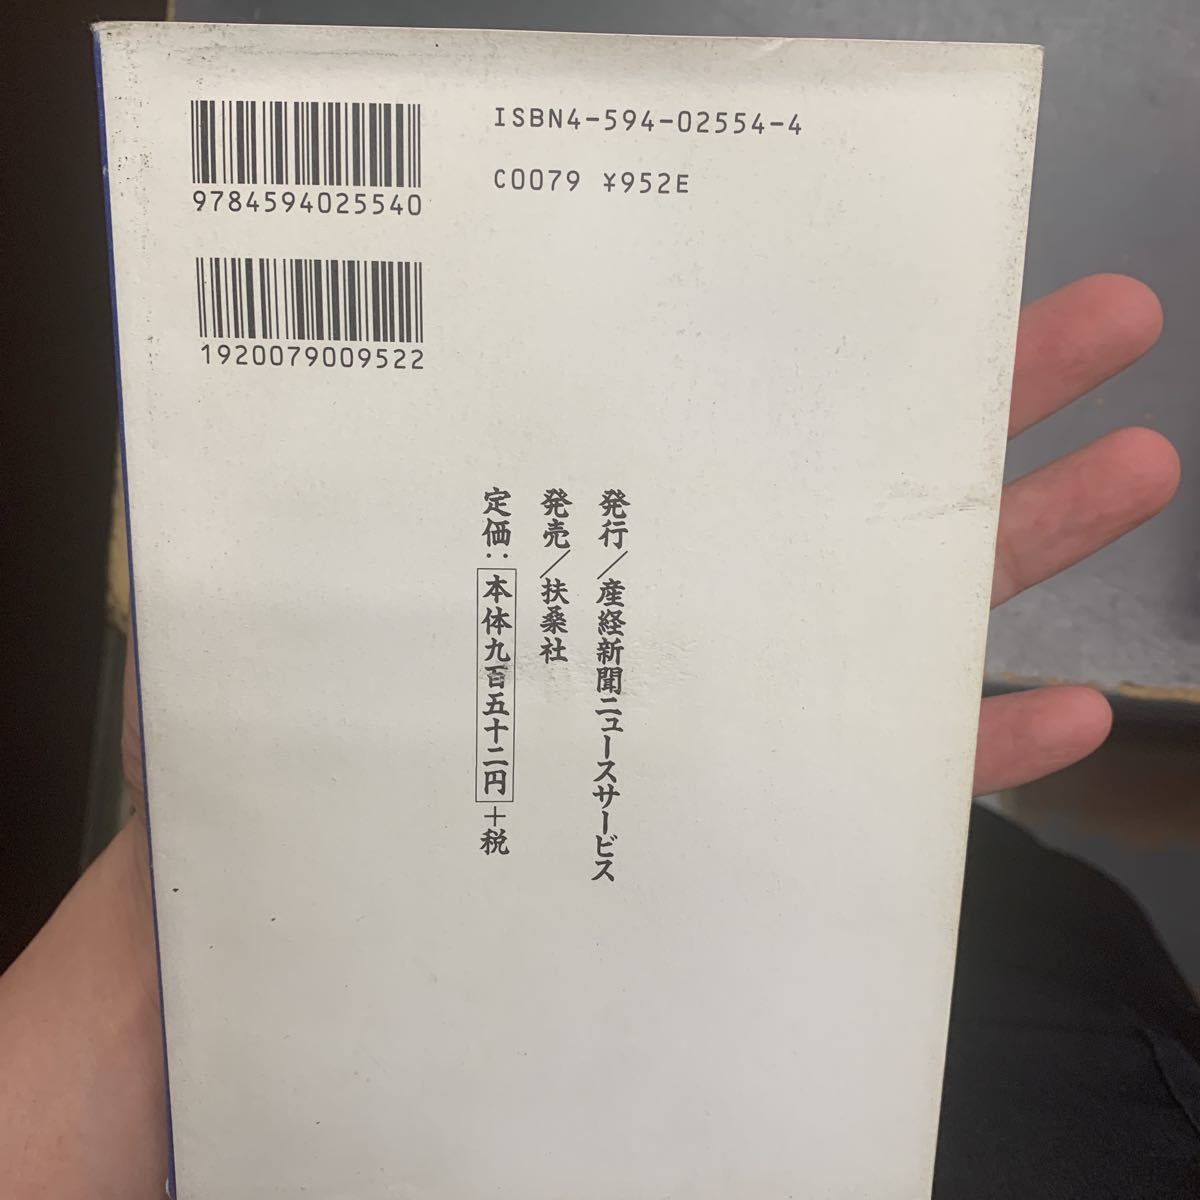 ISBN4-594-02554-4
C0079 ¥952E
9784594025540
1920079009522
発行/産経新聞ニュースサービス
発売/扶桑社
定価:本体九百五十二円+税